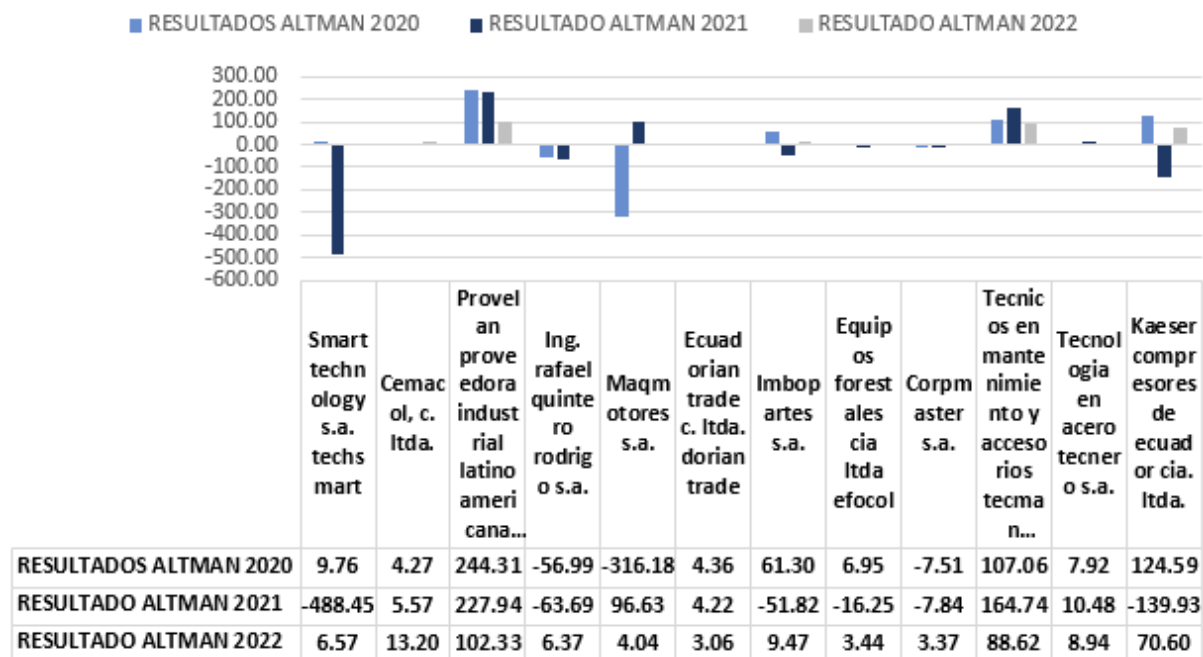 RESULTADOS ALTMAN 2020 RESULTADO ALTMAN 2021 RESULTADO ALTMAN 2022
300.00
200.00
100.00
0.00
-100.00
-200.00
-300.00
-400.00
-500.00
-600.00
Smart
techn
ology
s.a.
techs
mart
Cemac
ol, c.
ltda.
Provel
an
prove
edora
indust
rial
latino
ameri
cana...
Ing.
rafael
quinte
ro
rodrig
o s.a.
Maqm
otores
s.a.
Ecuad
orian
trade
c. ltda.
dorian
trade
Imbop
artes
s.a.
Equip
os
forest
ales
cia
ltda
efocol
Corpm
aster
s.a.
Tecnic
os en
mante
nimie
nto y
acceso
rios
tecma
n...
Tecnol
ogia
en
acero
tecner
o s.a.
Kaeser
compr
esores
de
ecuad
or cia.
ltda.
RESULTADOS ALTMAN 2020 9.76 4.27 244.31 -56.99 -316.18 4.36 61.30 6.95 -7.51 107.06 7.92 124.59
RESULTADO ALTMAN 2021 -488.45 5.57 227.94 -63.69 96.63 4.22 -51.82 -16.25 -7.84 164.74 10.48 -139.93
RESULTADO ALTMAN 2022 6.57 13.20 102.33 6.37 4.04 3.06 9.47 3.44 3.37 88.62 8.94 70.60